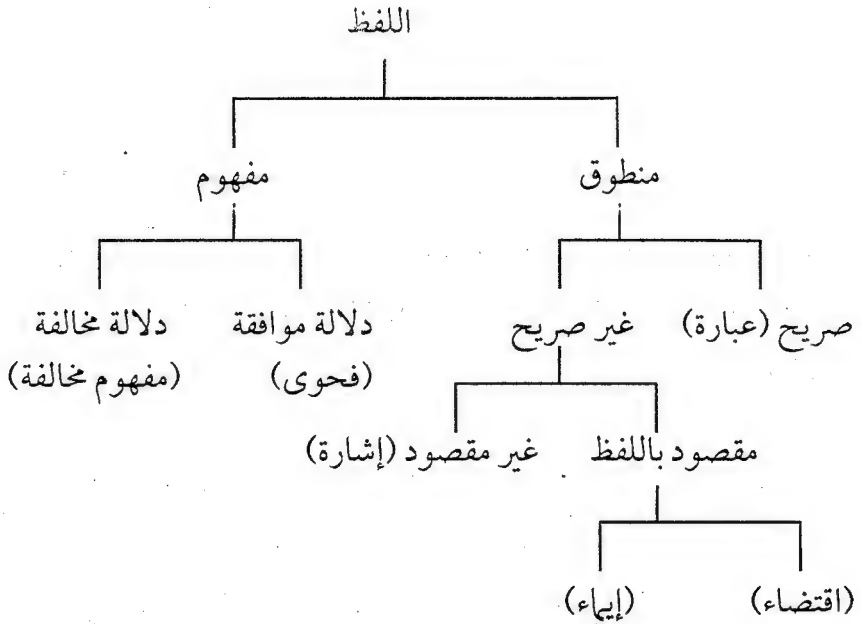 اللفظ
منطوق مفهوم
صريح (عبارة) غير صريح دلالة موافقة دلالة مخالفة
(فحوى) (مفهوم مخالفة)
مقصود باللفظ غير مقصود (إشارة)
(اقتضاء) (إيماء)